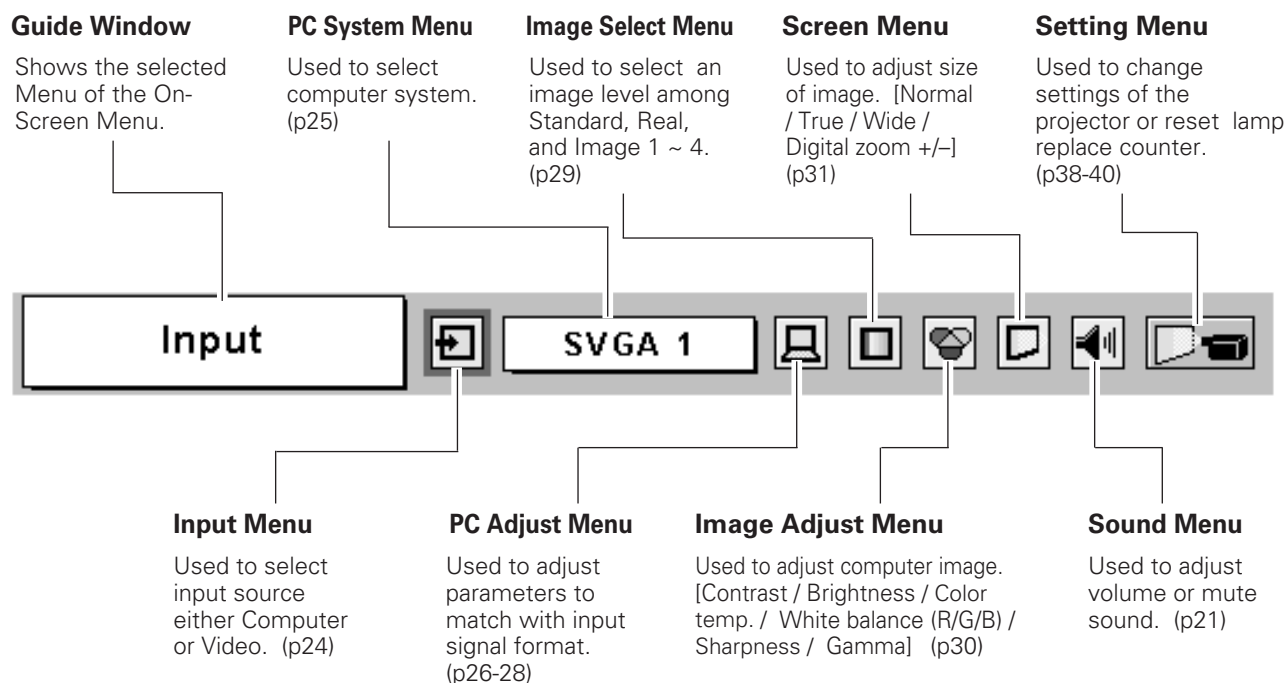 Guide Window
Shows the selected
Menu of the On-
Screen Menu.
PC System Menu
Used to select
computer system.
(p25)
Image Select Menu
Used to select an
image level among
Standard, Real,
and Image 1 ~ 4.
(p29)
Screen Menu
Used to adjust size
of image. [Normal
/ True / Wide /
Digital zoom +/–]
(p31)
Setting Menu
Used to change
settings of the
projector or reset lamp
replace counter.
(p38-40)
Input
SVGA 1
Input Menu
Used to select
input source
either Computer
or Video. (p24)
PC Adjust Menu
Used to adjust
parameters to
match with input
signal format.
(p26-28)
Image Adjust Menu
Used to adjust computer image.
[Contrast / Brightness / Color
temp. / White balance (R/G/B) /
Sharpness / Gamma] (p30)
Sound Menu
Used to adjust
volume or mute
sound. (p21)